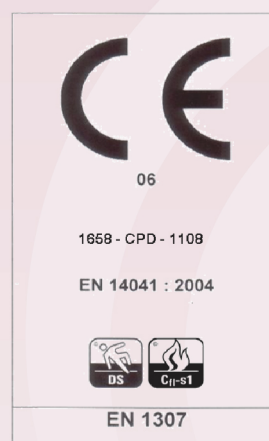 CE
06
1658 - CPD - 1108
EN 14041 : 2004
DS Cfl-s1
EN 1307